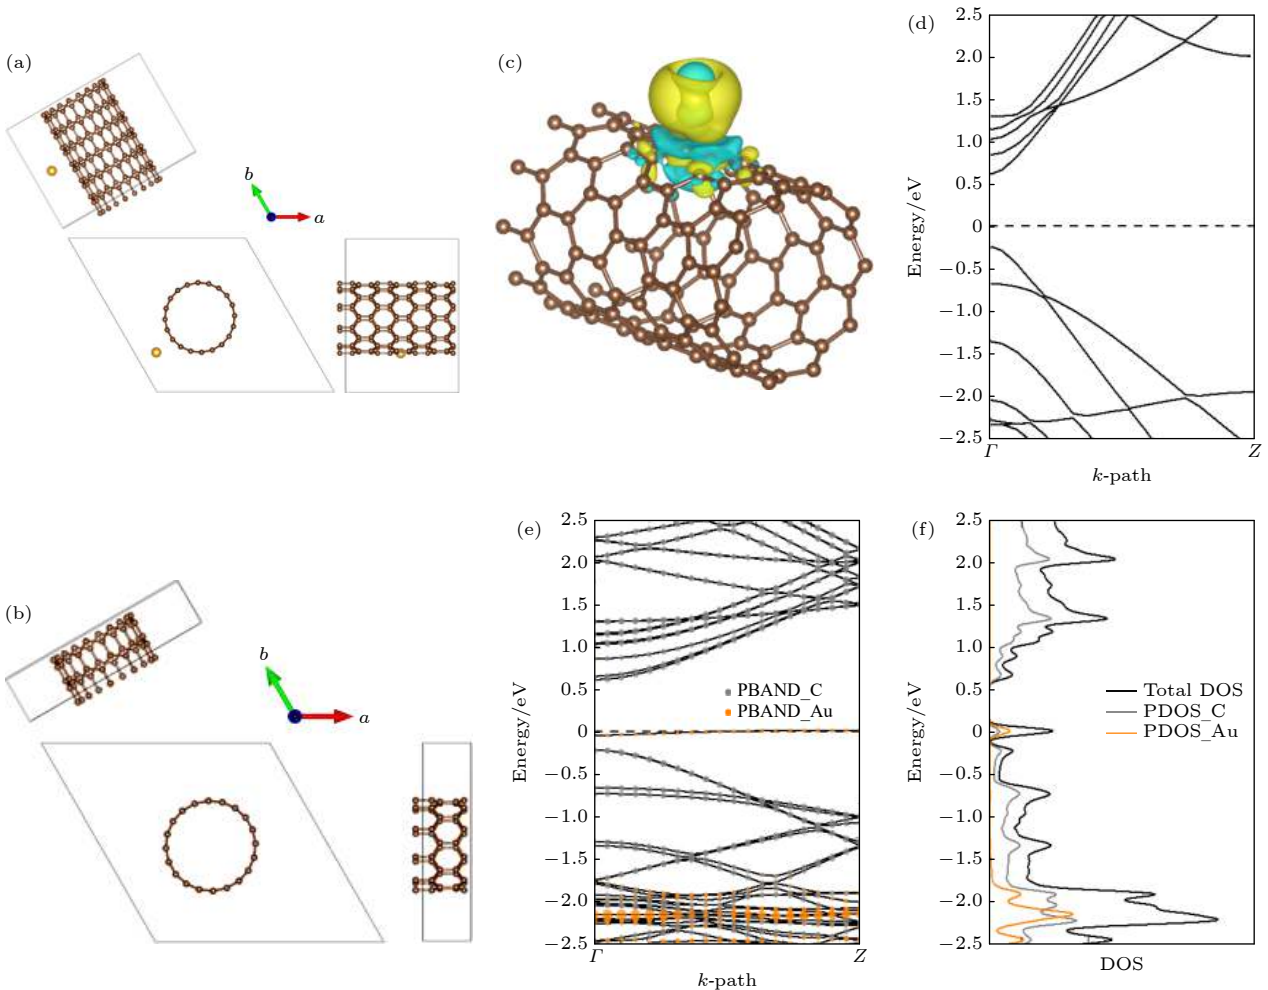 (a)
b
a
(c)
(d)
2.5
2.0
1.5
1.0
0.5
0
−0.5
−1.0
−1.5
−2.0
−2.5
Energy/eV
Γ
Z
k-path
(b)
b
a
(e)
2.5
2.0
1.5
1.0
0.5
0
−0.5
−1.0
−1.5
−2.0
−2.5
Energy/eV
PBAND_C
PBAND_Au
Γ
Z
k-path
(f)
2.5
2.0
1.5
1.0
0.5
0
−0.5
−1.0
−1.5
−2.0
−2.5
Energy/eV
Total DOS
PDOS_C
PDOS_Au
DOS